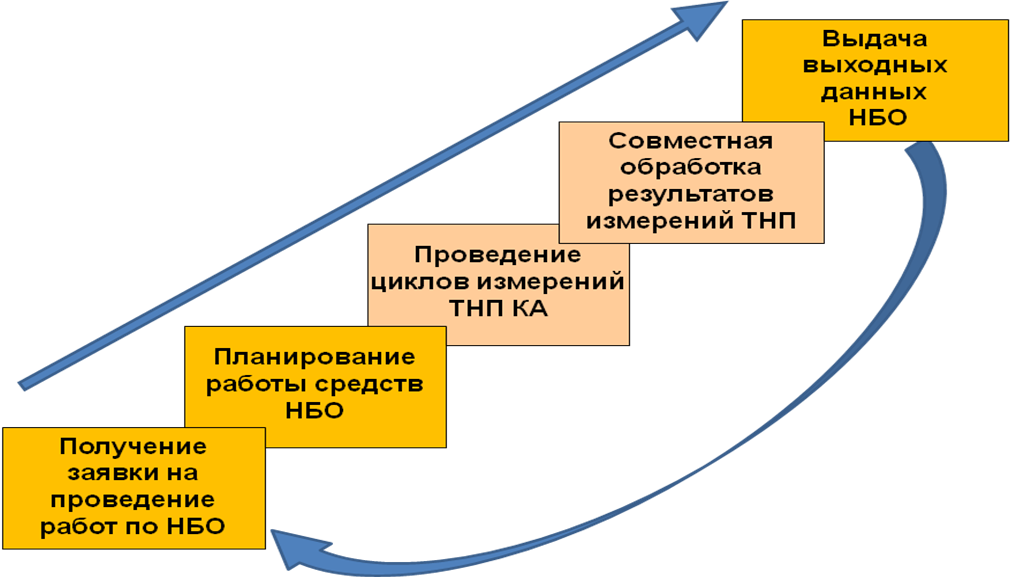 Выдача
выходных
данных
НБО
Совместная
обработка
результатов
измерений ТНП
Проведение
циклов измерений
ТНП КА
Планирование
работы средств
НБО
Получение
заявки на
проведение
работ по НБО